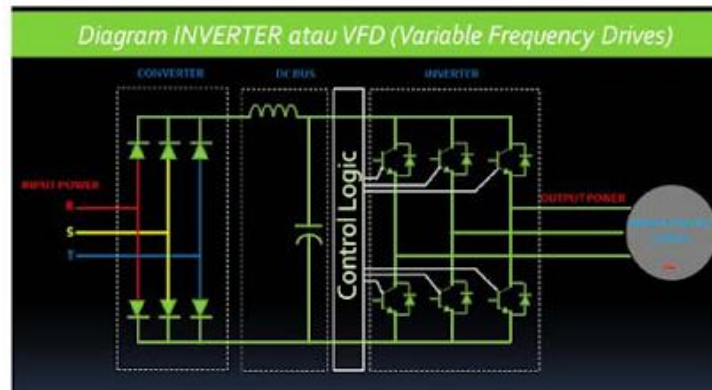 Diagram INVERTER atau VFD (Variable Frequency Drives)
CONVERTER
DC BUS
INVERTER
Control Logic
INPUT POWER
R
S
T
OUTPUT POWER